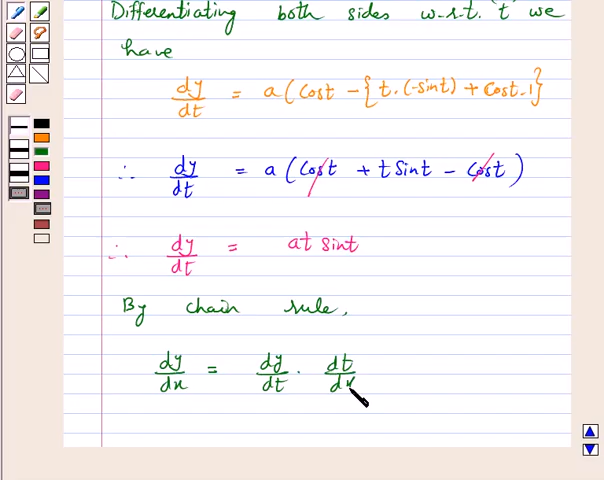 Differentiating both sides w.r.t. 't' we
have
dy/dt = a(cost - {t.(-sint) + cost.1}
∴ dy/dt = a (cost + t sint - cost)
∴ dy/dt = at sint
By chain rule,
dy/dx = dy/dt . dt/dx